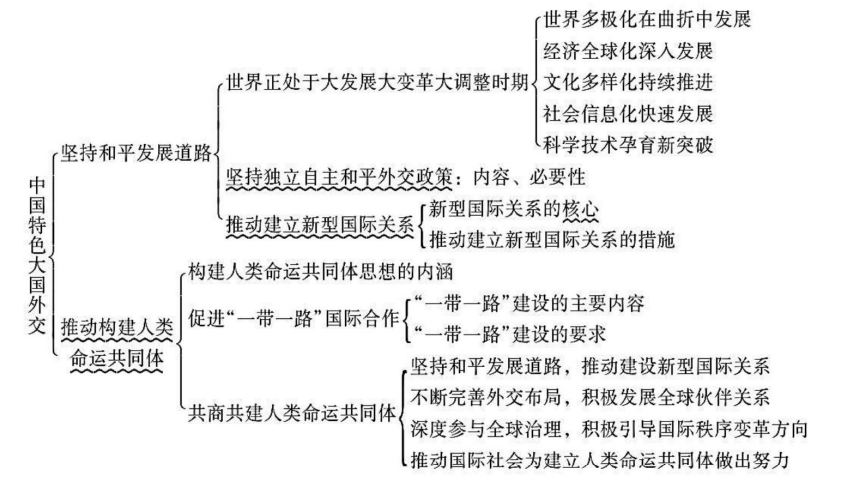 中国特色大国外交
坚持和平发展道路
世界正处于大发展大变革大调整时期
世界多极化在曲折中发展
经济全球化深入发展
文化多样化持续推进
社会信息化快速发展
科学技术孕育新突破
坚持独立自主和平外交政策：内容、必要性
推动建立新型国际关系
新型国际关系的核心
推动建立新型国际关系的措施
推动构建人类
命运共同体
构建人类命运共同体思想的内涵
促进“一带一路”国际合作
“一带一路”建设的主要内容
“一带一路”建设的要求
共商共建人类命运共同体
坚持和平发展道路，推动建设新型国际关系
不断完善外交布局，积极发展全球伙伴关系
深度参与全球治理，积极引导国际秩序变革方向
推动国际社会为建立人类命运共同体做出努力